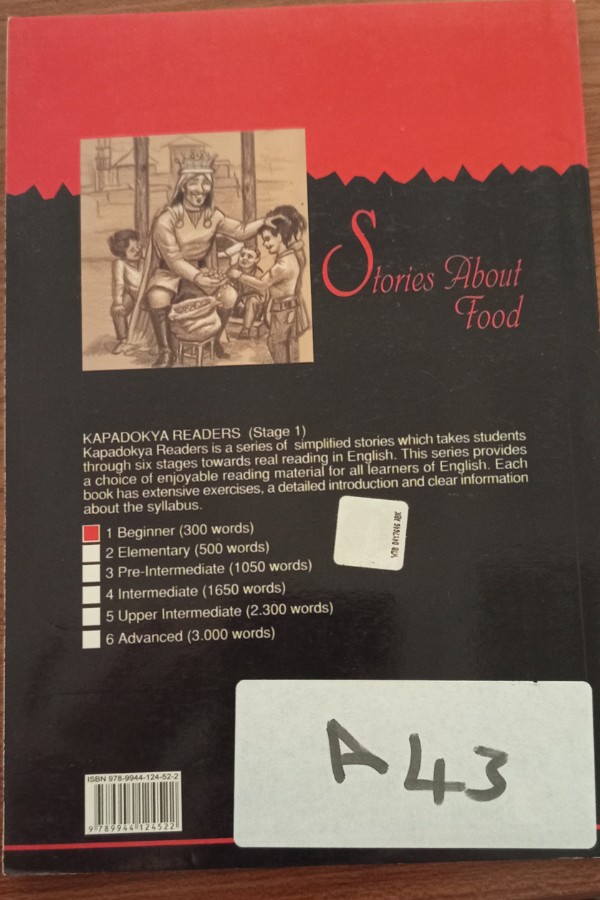 Stories About
Food
KAPADOKYA READERS (Stage 1)
Kapadokya Readers is a series of simplified stories which takes students
through six stages towards real reading in English. This series provides
a choice of enjoyable reading material for all learners of English. Each
book has extensive exercises, a detailed introduction and clear information
about the syllabus.
1 Beginner (300 words)
2 Elementary (500 words)
3 Pre-Intermediate (1050 words)
4 Intermediate (1650 words)
5 Upper Intermediate (2.300 words)
6 Advanced (3.000 words)
A43
ISBN 978-9944-124-52-2
9 789944 124522